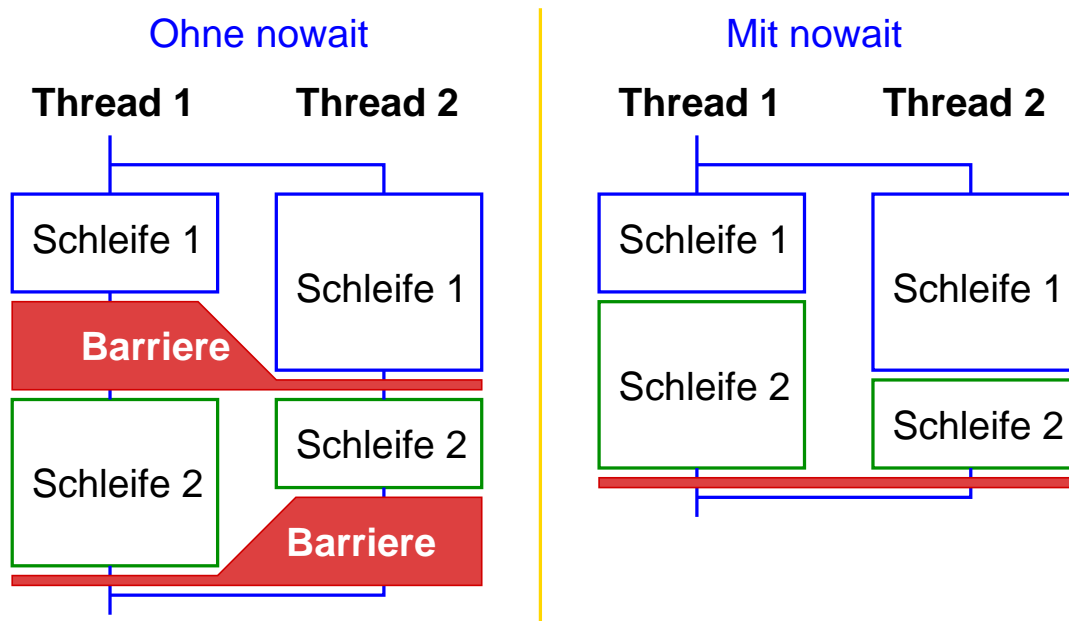 Ohne nowait
Thread 1 Thread 2
Schleife 1
Schleife 1
Barriere
Schleife 2
Schleife 2
Barriere
Mit nowait
Thread 1 Thread 2
Schleife 1
Schleife 1
Schleife 2
Schleife 2